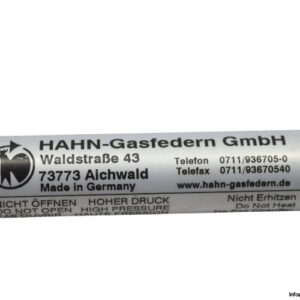 HAHN-Gasfedern GmbH
Waldstraße 43
Telefon 0711/936705-0
73773 Aichwald
Telefax 0711/93670540
Made in Germany
www.hahn-gasfedern.de
NICHT ÖFFNEN HOHER DRUCK
Nicht Erhitzen
DO NOT OPEN HIGH PRESSURE
Do Not Heat